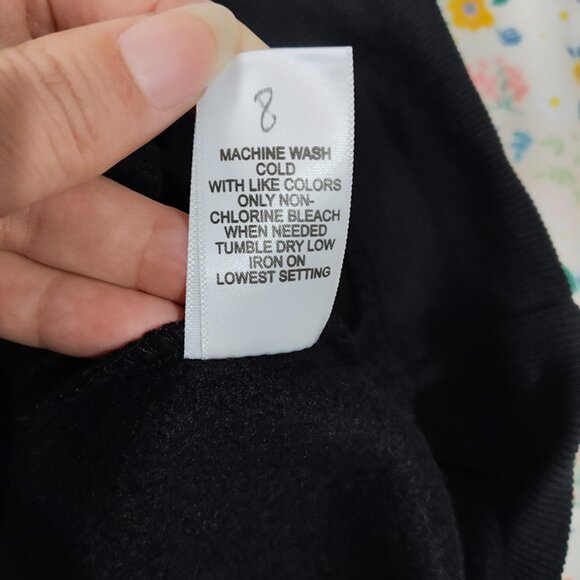 8
MACHINE WASH
COLD
WITH LIKE COLORS
ONLY NON-
CHLORINE BLEACH
WHEN NEEDED
TUMBLE DRY LOW
IRON ON
LOWEST SETTING